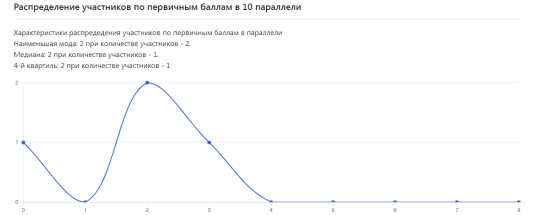 Распределение участников по первичным баллам в 10 параллели
Характеристики распредедения участников по первичным баллам в параллели
Наименьшая мода: 2 при количестве участников - 2.
Медиана: 2 при количестве участников - 1.
4-й квартиль: 2 при количестве участников - 1
2
1
0
0 1 2 3 4 5 6 7 8